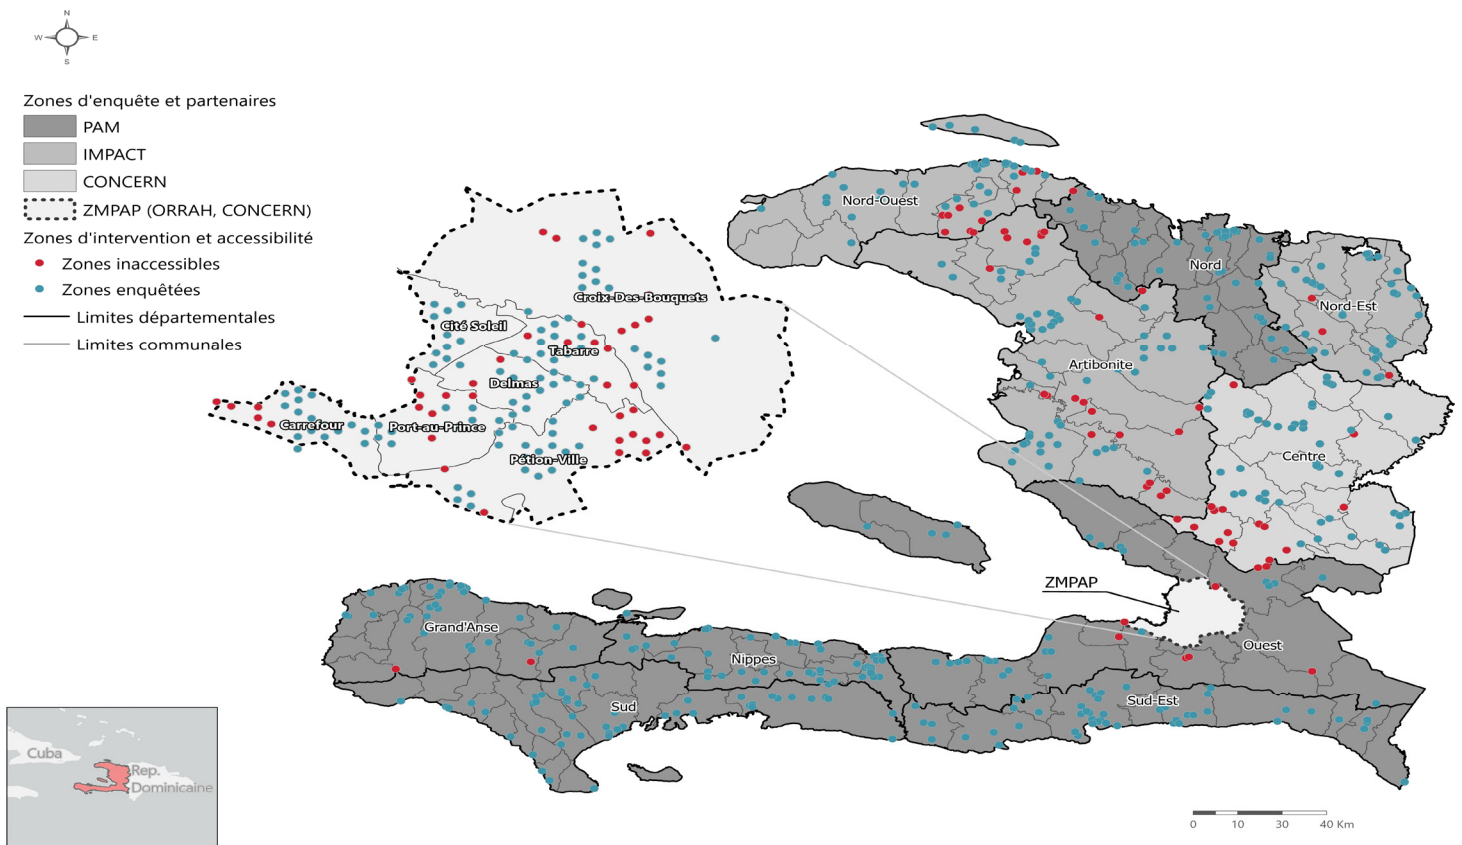 N
W E
S
Zones d'enquête et partenaires
PAM
IMPACT
CONCERN
ZMPAP (ORRAH, CONCERN)
Zones d'intervention et accessibilité
Zones inaccessibles
Zones enquêtées
Limites départementales
Limites communales
Croix-Des-Bouquets
Cité Soleil
Tabarre
Delmas
Carrefour
Port-au-Prince
Pétion-Ville
Nord-Ouest
Nord
Nord-Est
Artibonite
Centre
ZMPAP
Ouest
Grand'Anse
Nippes
Sud
Sud-Est
Cuba
Rep.
Dominicaine
0 10 30 40 Km